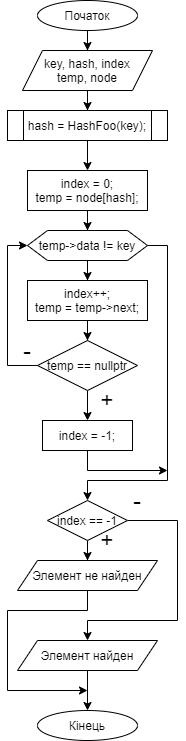 Початок
key, hash, index
temp, node
hash = HashFoo(key);
index = 0;
temp = node[hash];
temp->data != key
index++;
temp = temp->next;
-
temp == nullptr
+
index = -1;
-
index == -1
+
Элемент не найден
Элемент найден
Кінець